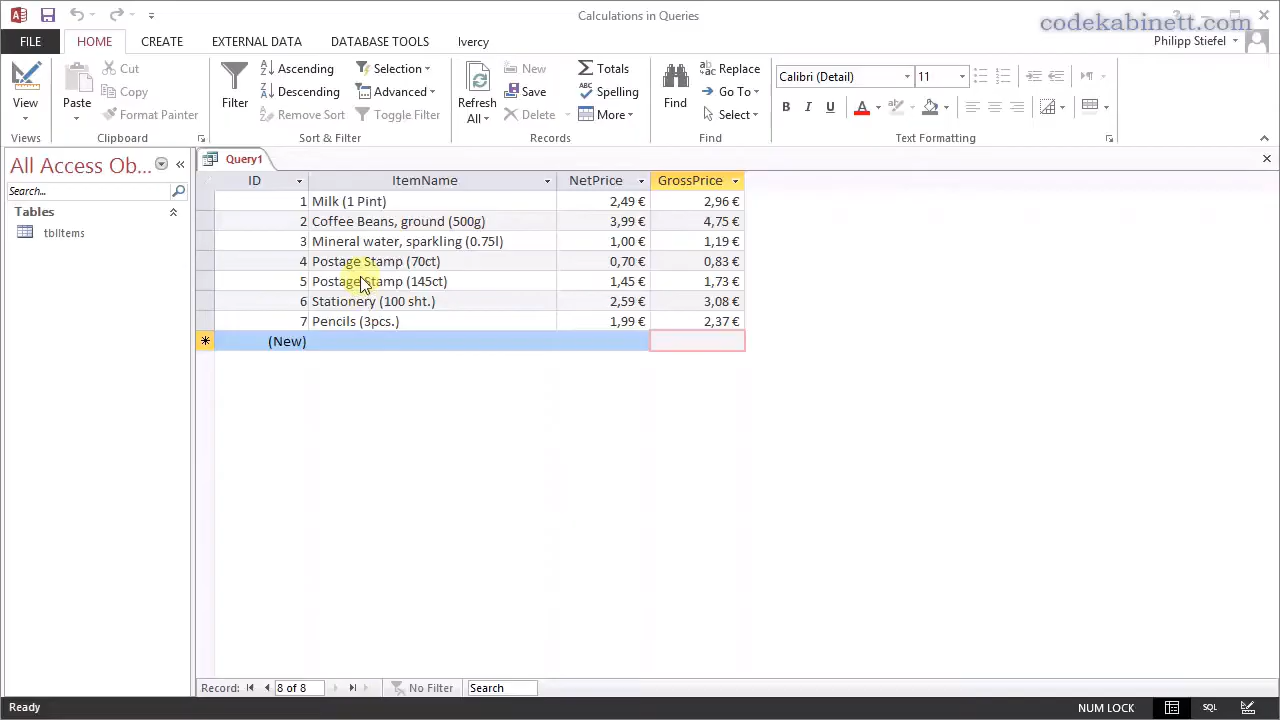 Calculations in Queries
codekabinett.com
FILE HOME CREATE EXTERNAL DATA DATABASE TOOLS Ivercy Philipp Stiefel
View
Views
Paste
Cut
Copy
Format Painter
Clipboard
Filter
Ascending
Descending
Remove Sort
Selection
Advanced
Toggle Filter
Sort & Filter
Refresh
All
New
Save
Delete
Totals
Spelling
More
Records
Find
Replace
Go To
Select
Find
Calibri (Detail) 11
B I U A
Text Formatting
All Access Ob...
Search...
Tables
tblItems
Query1
ID ItemName NetPrice GrossPrice
1 Milk (1 Pint) 2,49 € 2,96 €
2 Coffee Beans, ground (500g) 3,99 € 4,75 €
3 Mineral water, sparkling (0.75l) 1,00 € 1,19 €
4 Postage Stamp (70ct) 0,70 € 0,83 €
5 Postage Stamp (145ct) 1,45 € 1,73 €
6 Stationery (100 sht.) 2,59 € 3,08 €
7 Pencils (3pcs.) 1,99 € 2,37 €
(New)
Record: 8 of 8 No Filter Search
Ready NUM LOCK SQL